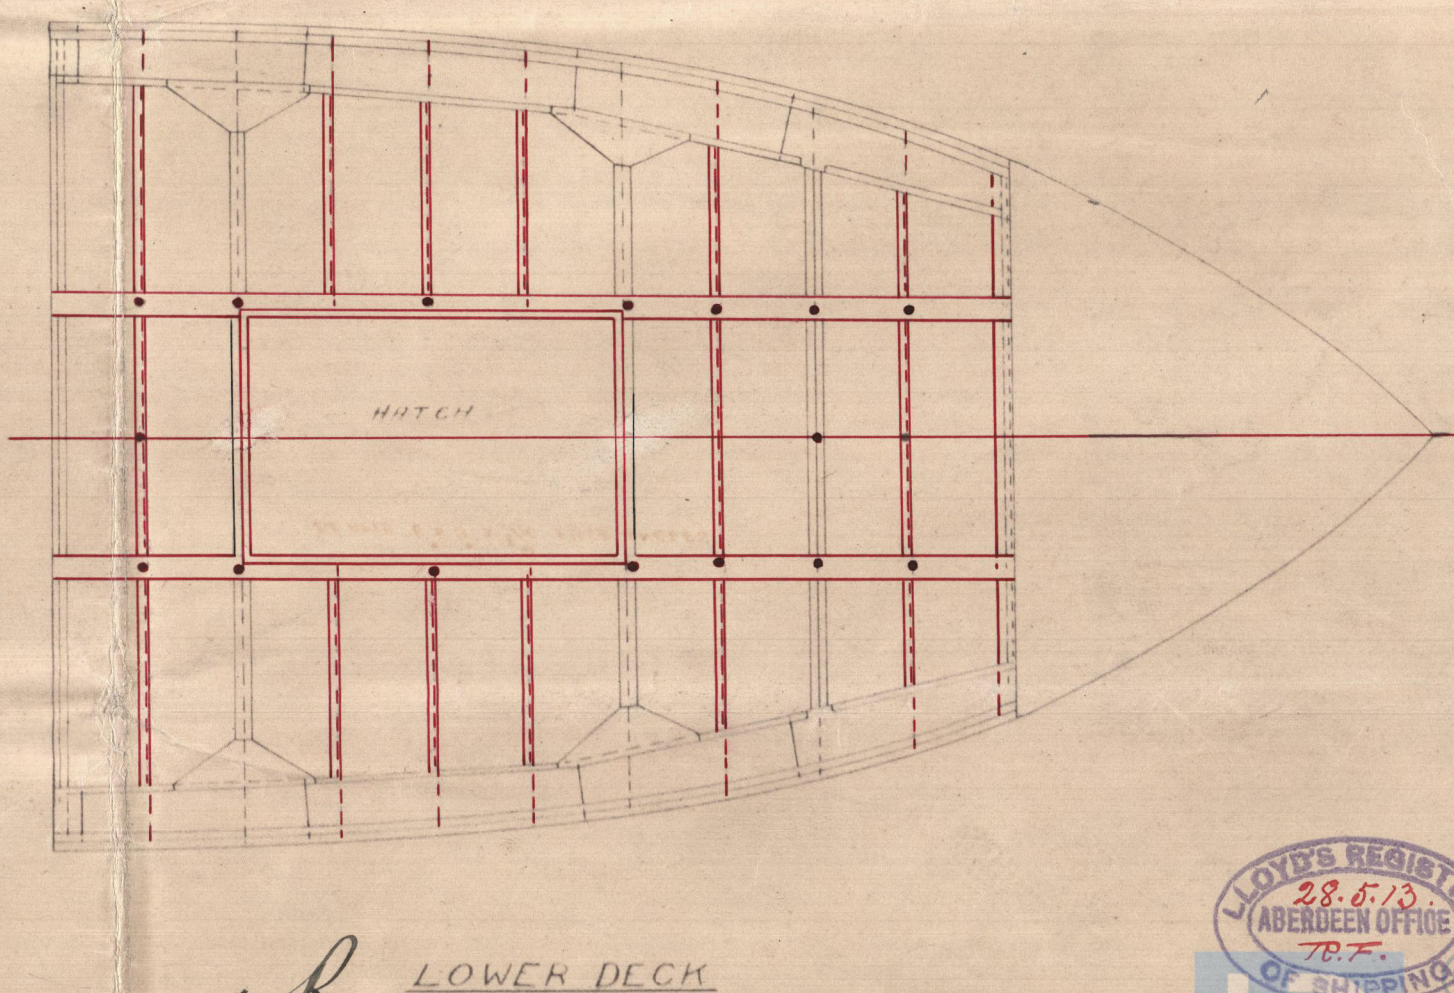 HATCH
LLOYD'S REGIST
28.5.13.
ABERDEEN OFFICE
R.F.
OF SHIPPING
LOWER DECK